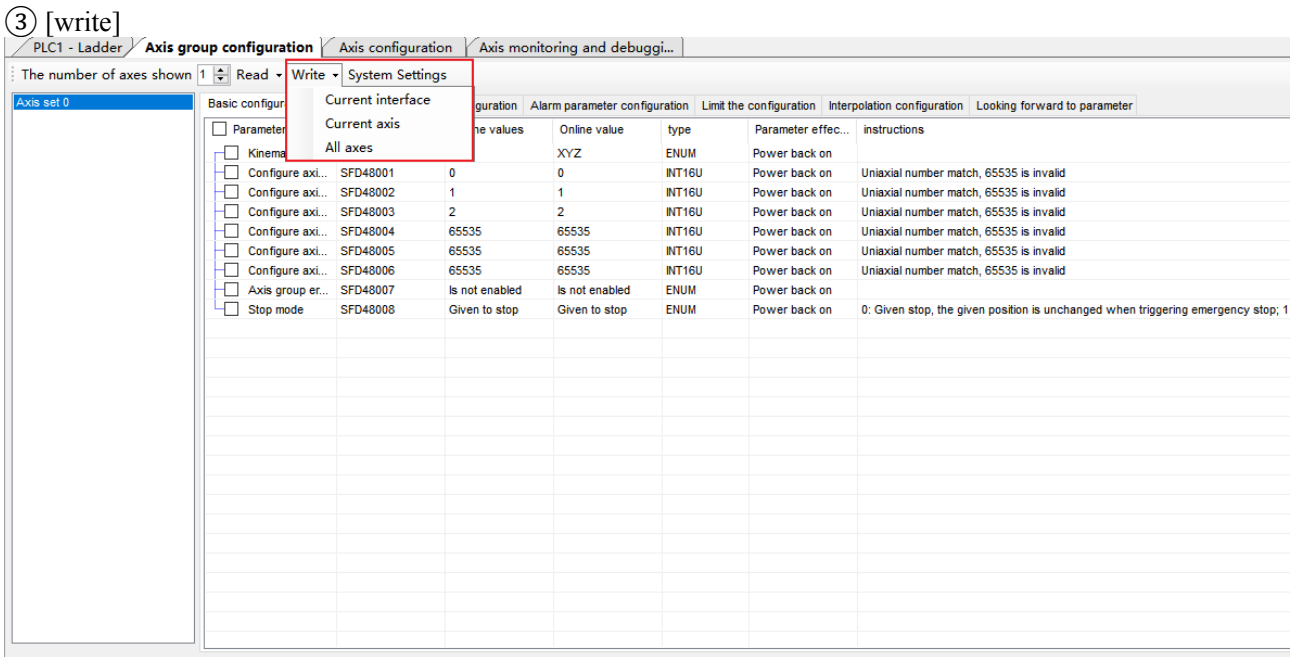 ③ [write]
PLC1 - Ladder Axis group configuration Axis configuration Axis monitoring and debuggi...
The number of axes shown 1 Read Write System Settings
Axis set 0
Basic configur guration Alarm parameter configuration Limit the configuration Interpolation configuration Looking forward to parameter
Current interface
Current axis
All axes
Parameter ne values Online value type Parameter effec... instructions
Kinema XYZ ENUM Power back on
Configure axi... SFD48001 0 0 INT16U Power back on Uniaxial number match, 65535 is invalid
Configure axi... SFD48002 1 1 INT16U Power back on Uniaxial number match, 65535 is invalid
Configure axi... SFD48003 2 2 INT16U Power back on Uniaxial number match, 65535 is invalid
Configure axi... SFD48004 65535 65535 INT16U Power back on Uniaxial number match, 65535 is invalid
Configure axi... SFD48005 65535 65535 INT16U Power back on Uniaxial number match, 65535 is invalid
Configure axi... SFD48006 65535 65535 INT16U Power back on Uniaxial number match, 65535 is invalid
Axis group er... SFD48007 Is not enabled Is not enabled ENUM Power back on
Stop mode SFD48008 Given to stop Given to stop ENUM Power back on 0: Given stop, the given position is unchanged when triggering emergency stop; 1